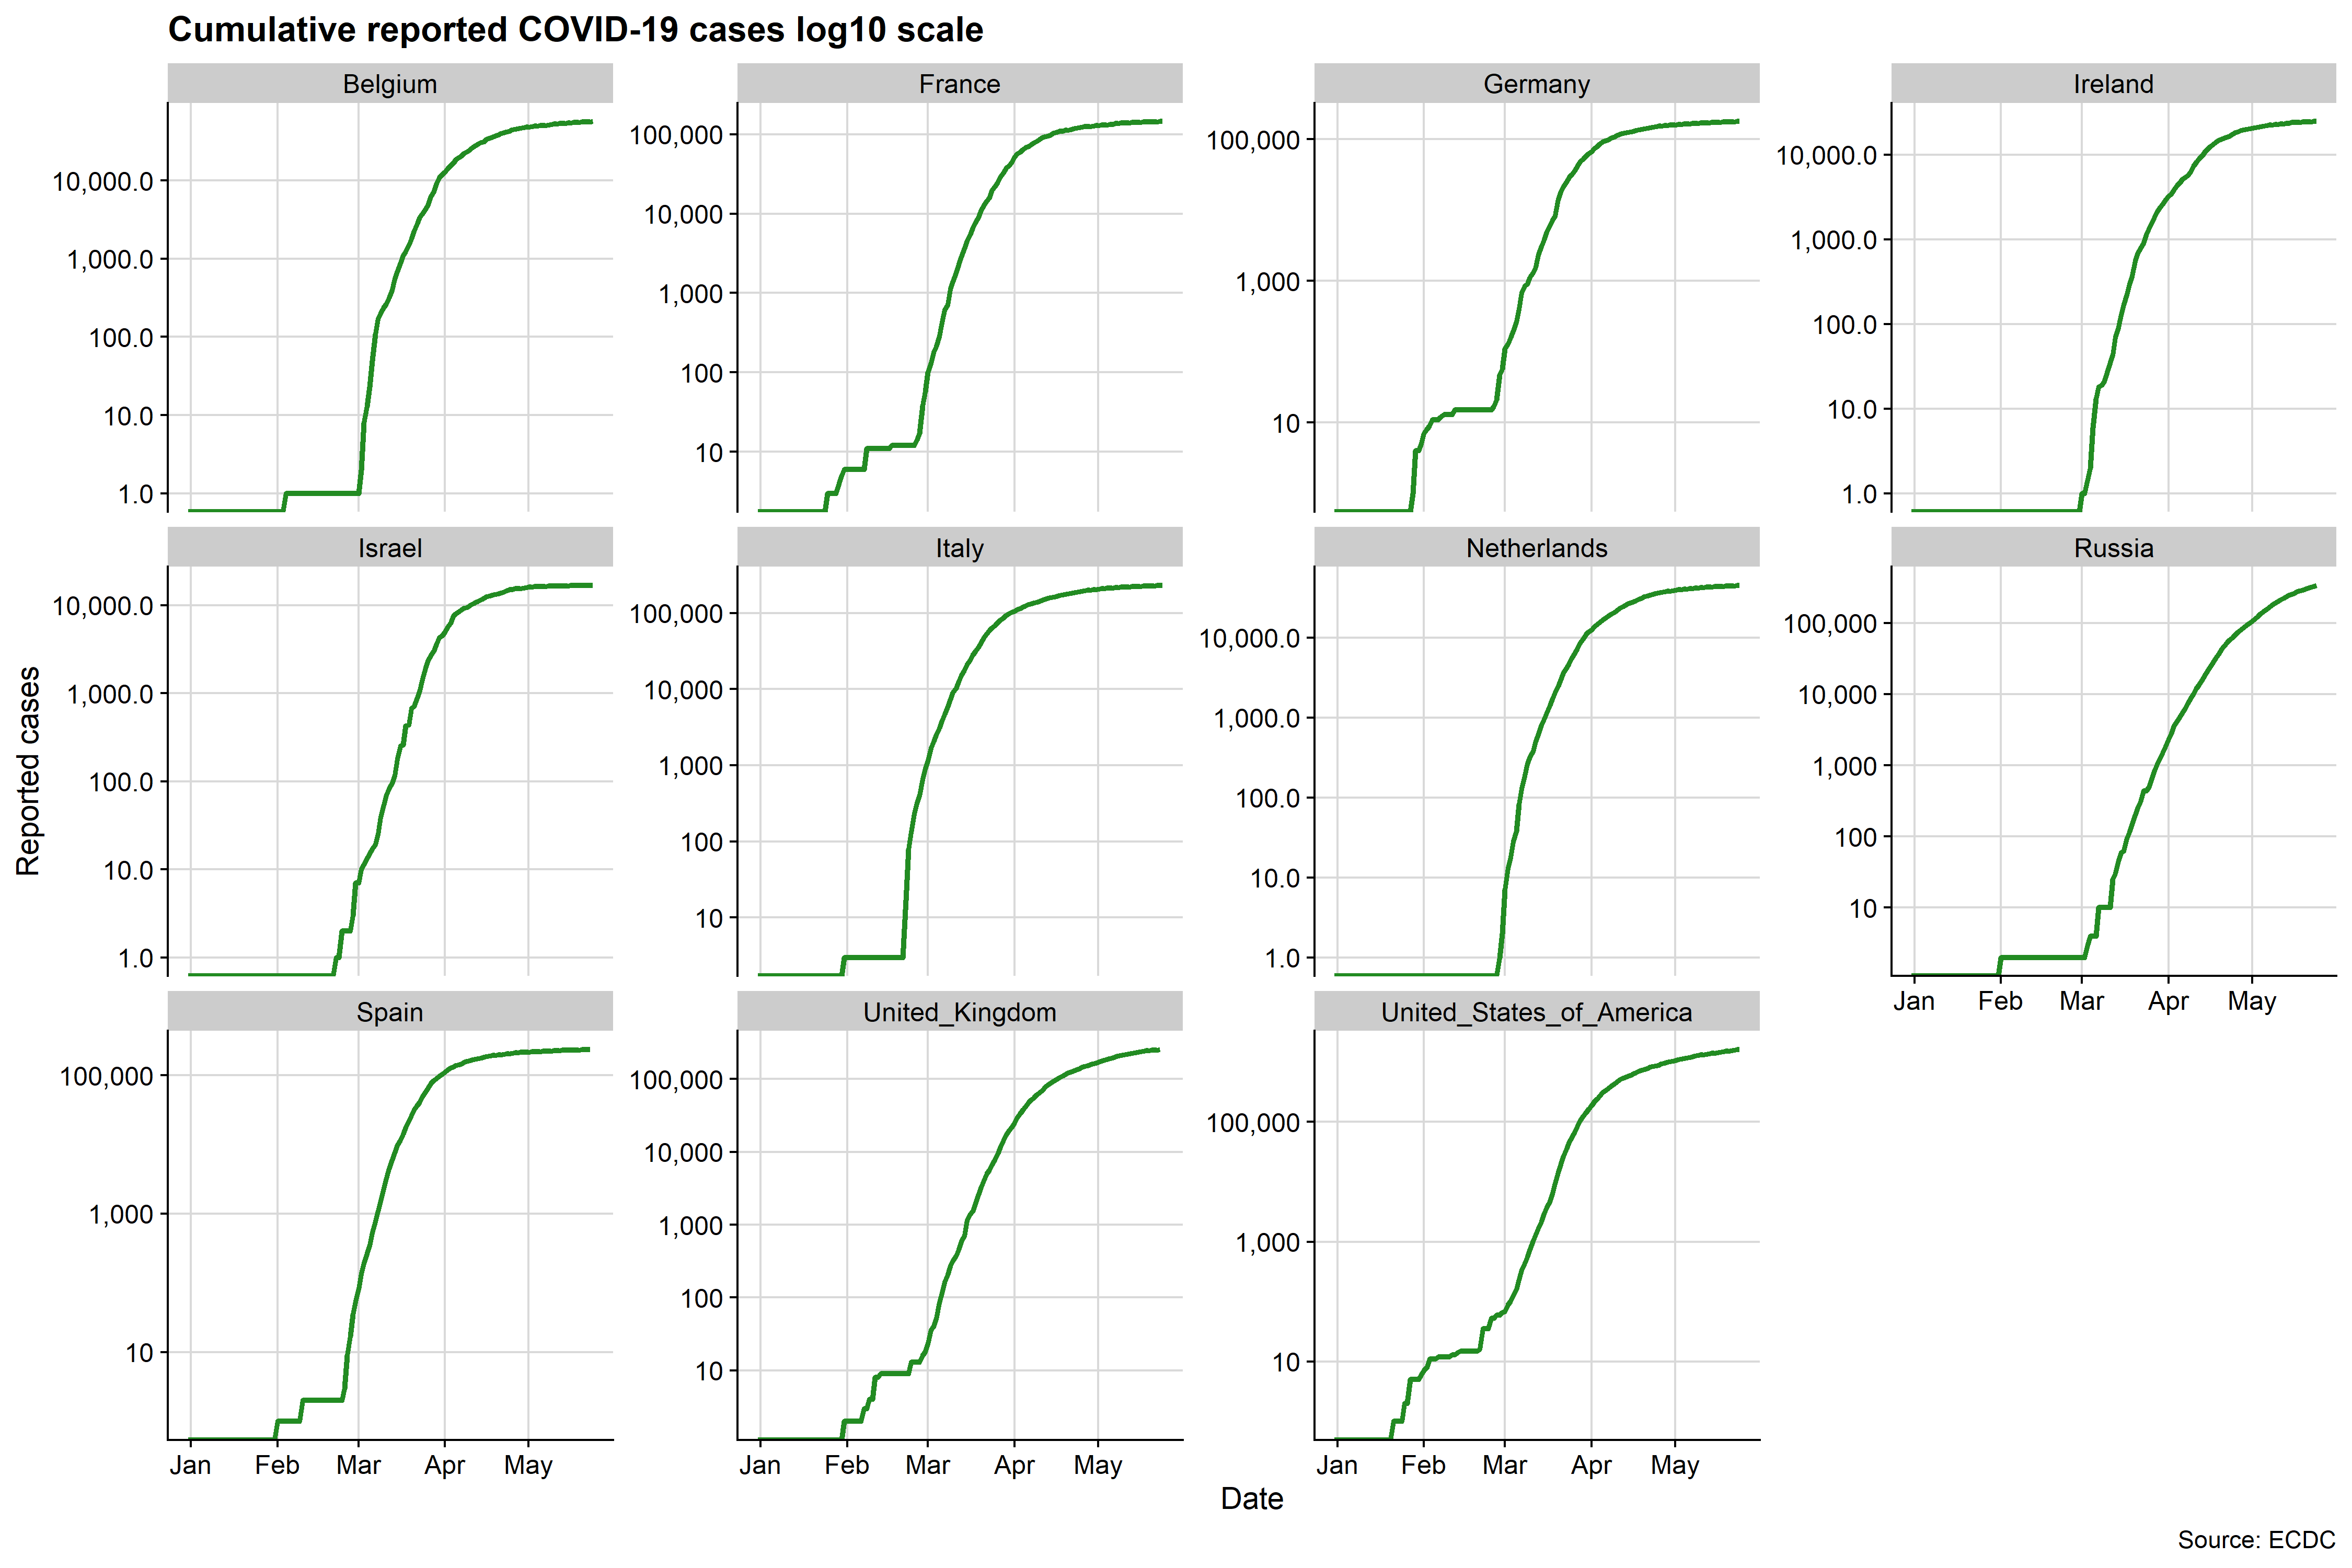 Cumulative reported COVID-19 cases log10 scale
Belgium
France
Germany
Ireland
10,000.0
1,000.0
100.0
10.0
1.0
100,000
10,000
1,000
100
10
100,000
1,000
10
10,000.0
1,000.0
100.0
10.0
1.0
Israel
Italy
Netherlands
Russia
10,000.0
1,000.0
100.0
10.0
1.0
100,000
10,000
1,000
100
10
10,000.0
1,000.0
100.0
10.0
1.0
100,000
10,000
1,000
100
10
Jan Feb Mar Apr May
Reported cases
Spain
United_Kingdom
United_States_of_America
100,000
1,000
10
100,000
10,000
1,000
100
10
100,000
1,000
10
Jan Feb Mar Apr May
Jan Feb Mar Apr May
Jan Feb Mar Apr May
Date
Source: ECDC